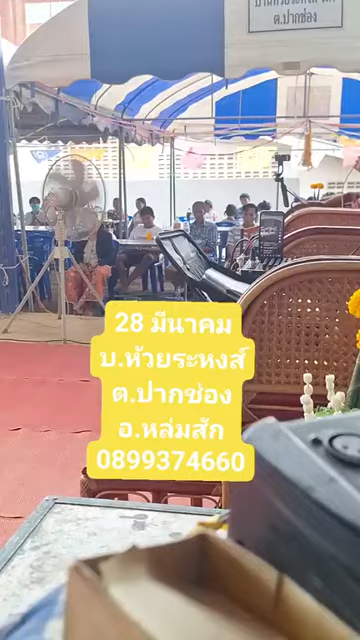 ต.ปากช่อง
28 มีนาคม
บ.ห้วยระหงส์
ต.ปากช่อง
อ.หล่มสัก
0899374660